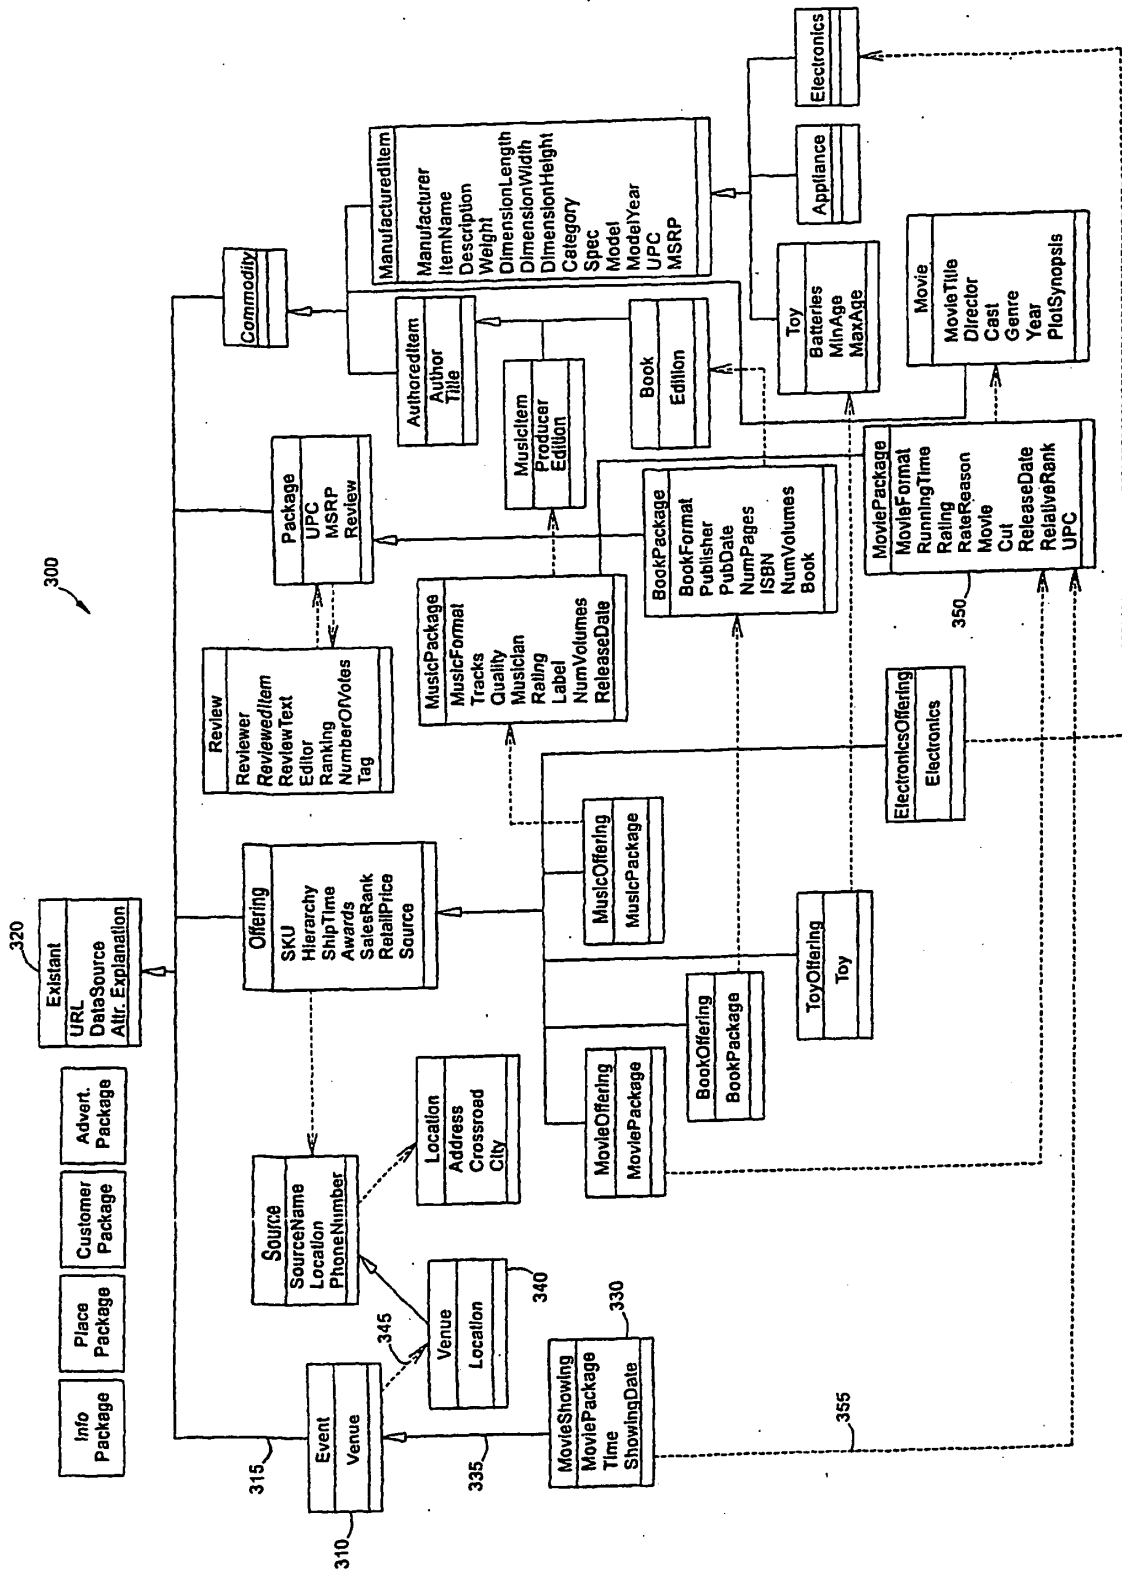 300
Info
Package
Place
Package
Customer
Package
Advert.
Package
320
Existant
URL
DataSource
Attr. Explanation
315
310
Event
Venue
345
Source
SourceName
Location
PhoneNumber
Location
Address
Crossroad
City
Venue
Location
340
335
330
MovieShowing
MoviePackage
Time
ShowingDate
355
Offering
SKU
Hierarchy
ShipTime
Awards
SalesRank
RetailPrice
Source
Review
Reviewer
ReviewedItem
ReviewText
Editor
Ranking
NumberOfVotes
Tag
Package
UPC
MSRP
Review
Commodity
AuthoredItem
Author
Title
ManufacturedItem
Manufacturer
ItemName
Description
Weight
DimensionLength
DimensionWidth
DimensionHeight
Category
Spec
Model
ModelYear
UPC
MSRP
MusicItem
Producer
Edition
Book
Edition
MusicPackage
MusicFormat
Tracks
Quality
Musician
Rating
Label
NumVolumes
ReleaseDate
BookPackage
BookFormat
Publisher
PubDate
NumPages
ISBN
NumVolumes
Book
MovieOffering
MoviePackage
BookOffering
BookPackage
MusicOffering
MusicPackage
ToyOffering
Toy
ElectronicsOffering
Electronics
350
MoviePackage
MovieFormat
RunningTime
Rating
RateReason
Movie
Cut
ReleaseDate
RelativeRank
UPC
Movie
MovieTitle
Director
Cast
Genre
Year
PlotSynopsis
Toy
Batteries
MinAge
MaxAge
Appliance
Electronics